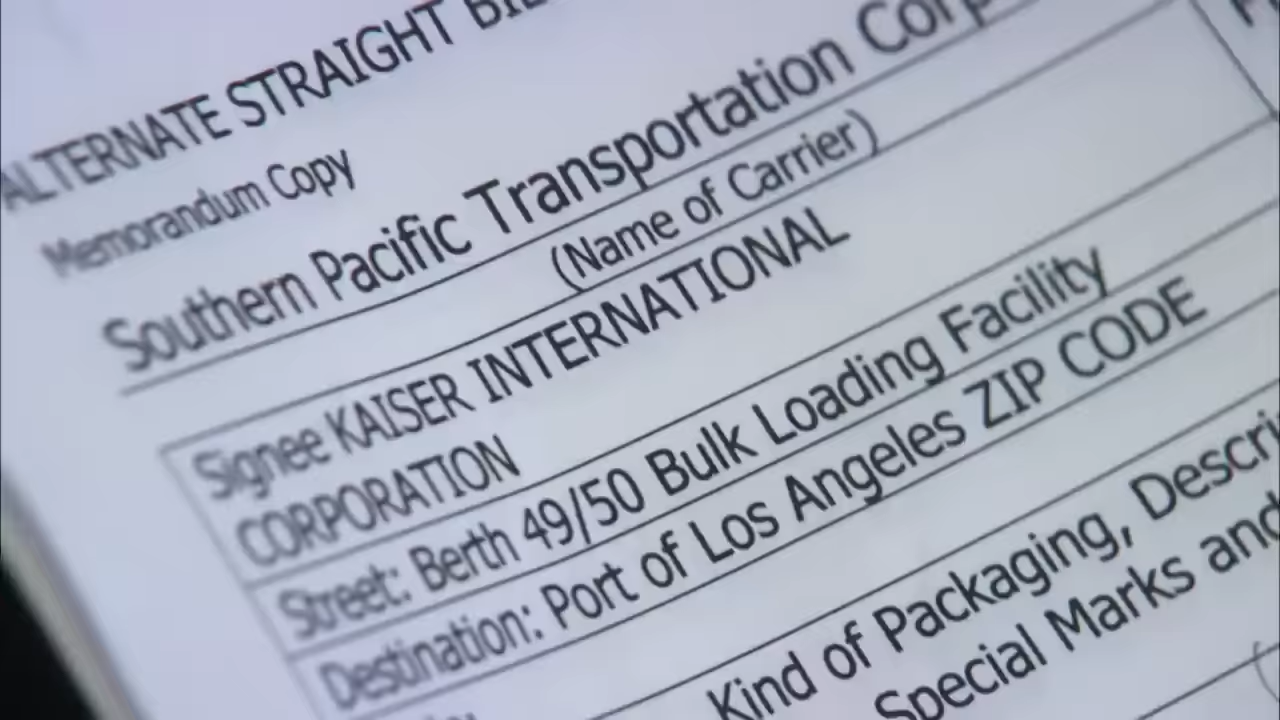 ALTERNATE STRAIGHT
Memorandum Copy
Southern Pacific Transportation Corp
(Name of Carrier)
Signee KAISER INTERNATIONAL
CORPORATION
Street: Berth 49/50 Bulk Loading Facility
Destination: Port of Los Angeles ZIP CODE
Kind of Packaging, Descri
Special Marks and